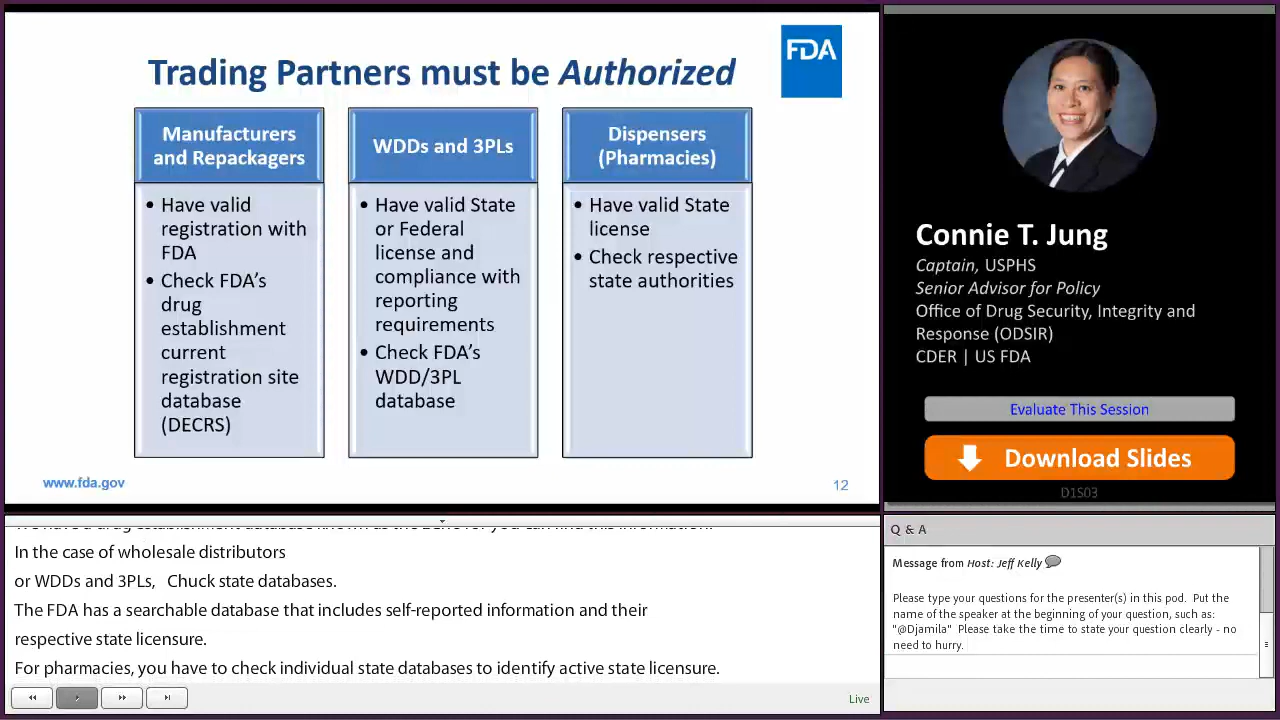 FDA
Trading Partners must be Authorized
Manufacturers
and Repackagers
• Have valid
registration with
FDA
• Check FDA's
drug
establishment
current
registration site
database
(DECRS)
WDDs and 3PLs
• Have valid State
or Federal
license and
compliance with
reporting
requirements
• Check FDA's
WDD/3PL
database
Dispensers
(Pharmacies)
• Have valid State
license
• Check respective
state authorities
www.fda.gov
12
Connie T. Jung
Captain, USPHS
Senior Advisor for Policy
Office of Drug Security, Integrity and
Response (ODSIR)
CDER | US FDA
Evaluate This Session
Download Slides
D1S03
In the case of wholesale distributors
or WDDs and 3PLs, Chuck state databases.
The FDA has a searchable database that includes self-reported information and their
respective state licensure.
For pharmacies, you have to check individual state databases to identify active state licensure.
Live
Q & A
Message from Host: Jeff Kelly
Please type your questions for the presenter(s) in this pod. Put the
name of the speaker at the beginning of your question, such as:
"@Djamila" Please take the time to state your question clearly - no
need to hurry.